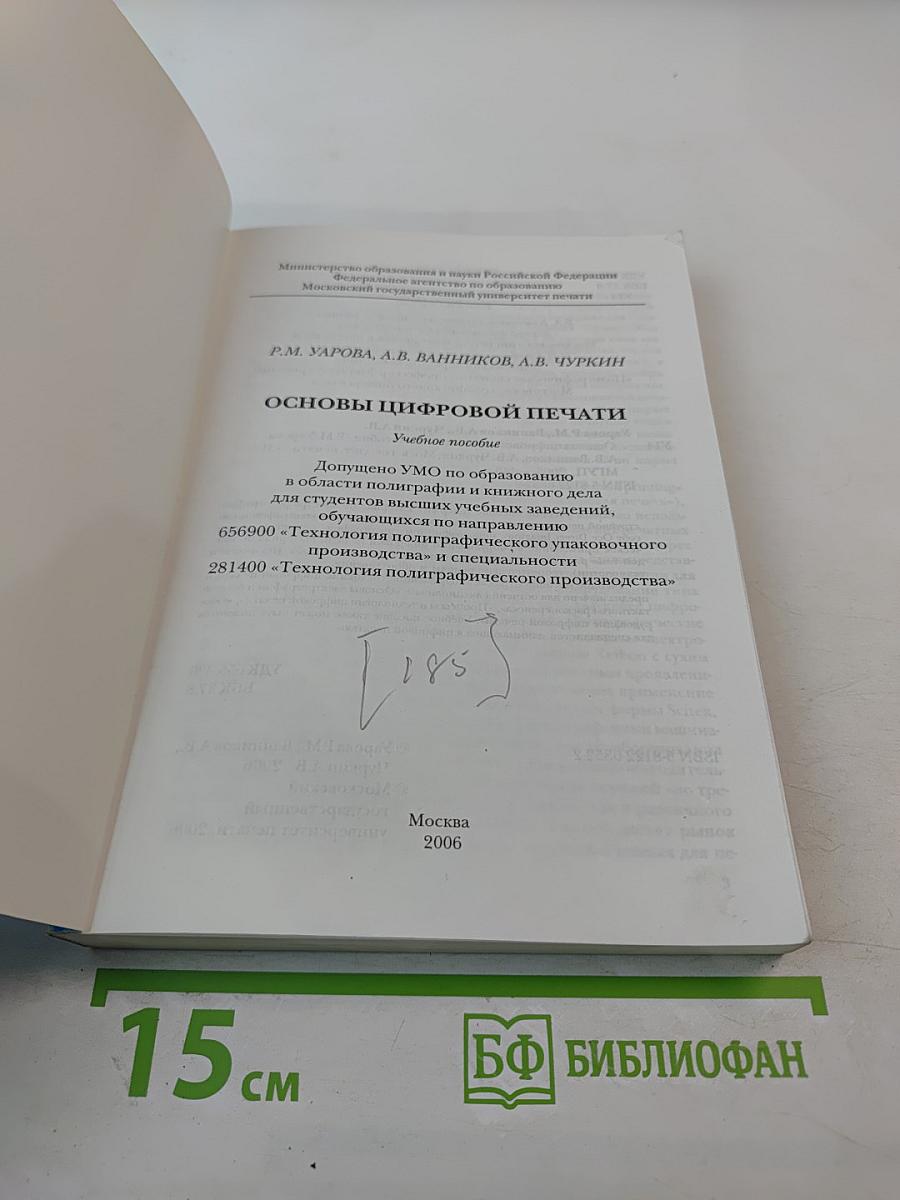 Министерство образования и науки Российской Федерации
Федеральное агентство по образованию
Московский государственный университет печати
Р.М. УАРОВА, А.В. ВАННИКОВ, А.В. ЧУРКИН
ОСНОВЫ ЦИФРОВОЙ ПЕЧАТИ
Учебное пособие
Допущено УМО по образованию
в области полиграфии и книжного дела
для студентов высших учебных заведений,
обучающихся по направлению
656900 «Технология полиграфического упаковочного
производства» и специальности
281400 «Технология полиграфического производства»
[185]
Москва
2006
15 см
БФ БИБЛИОФАН